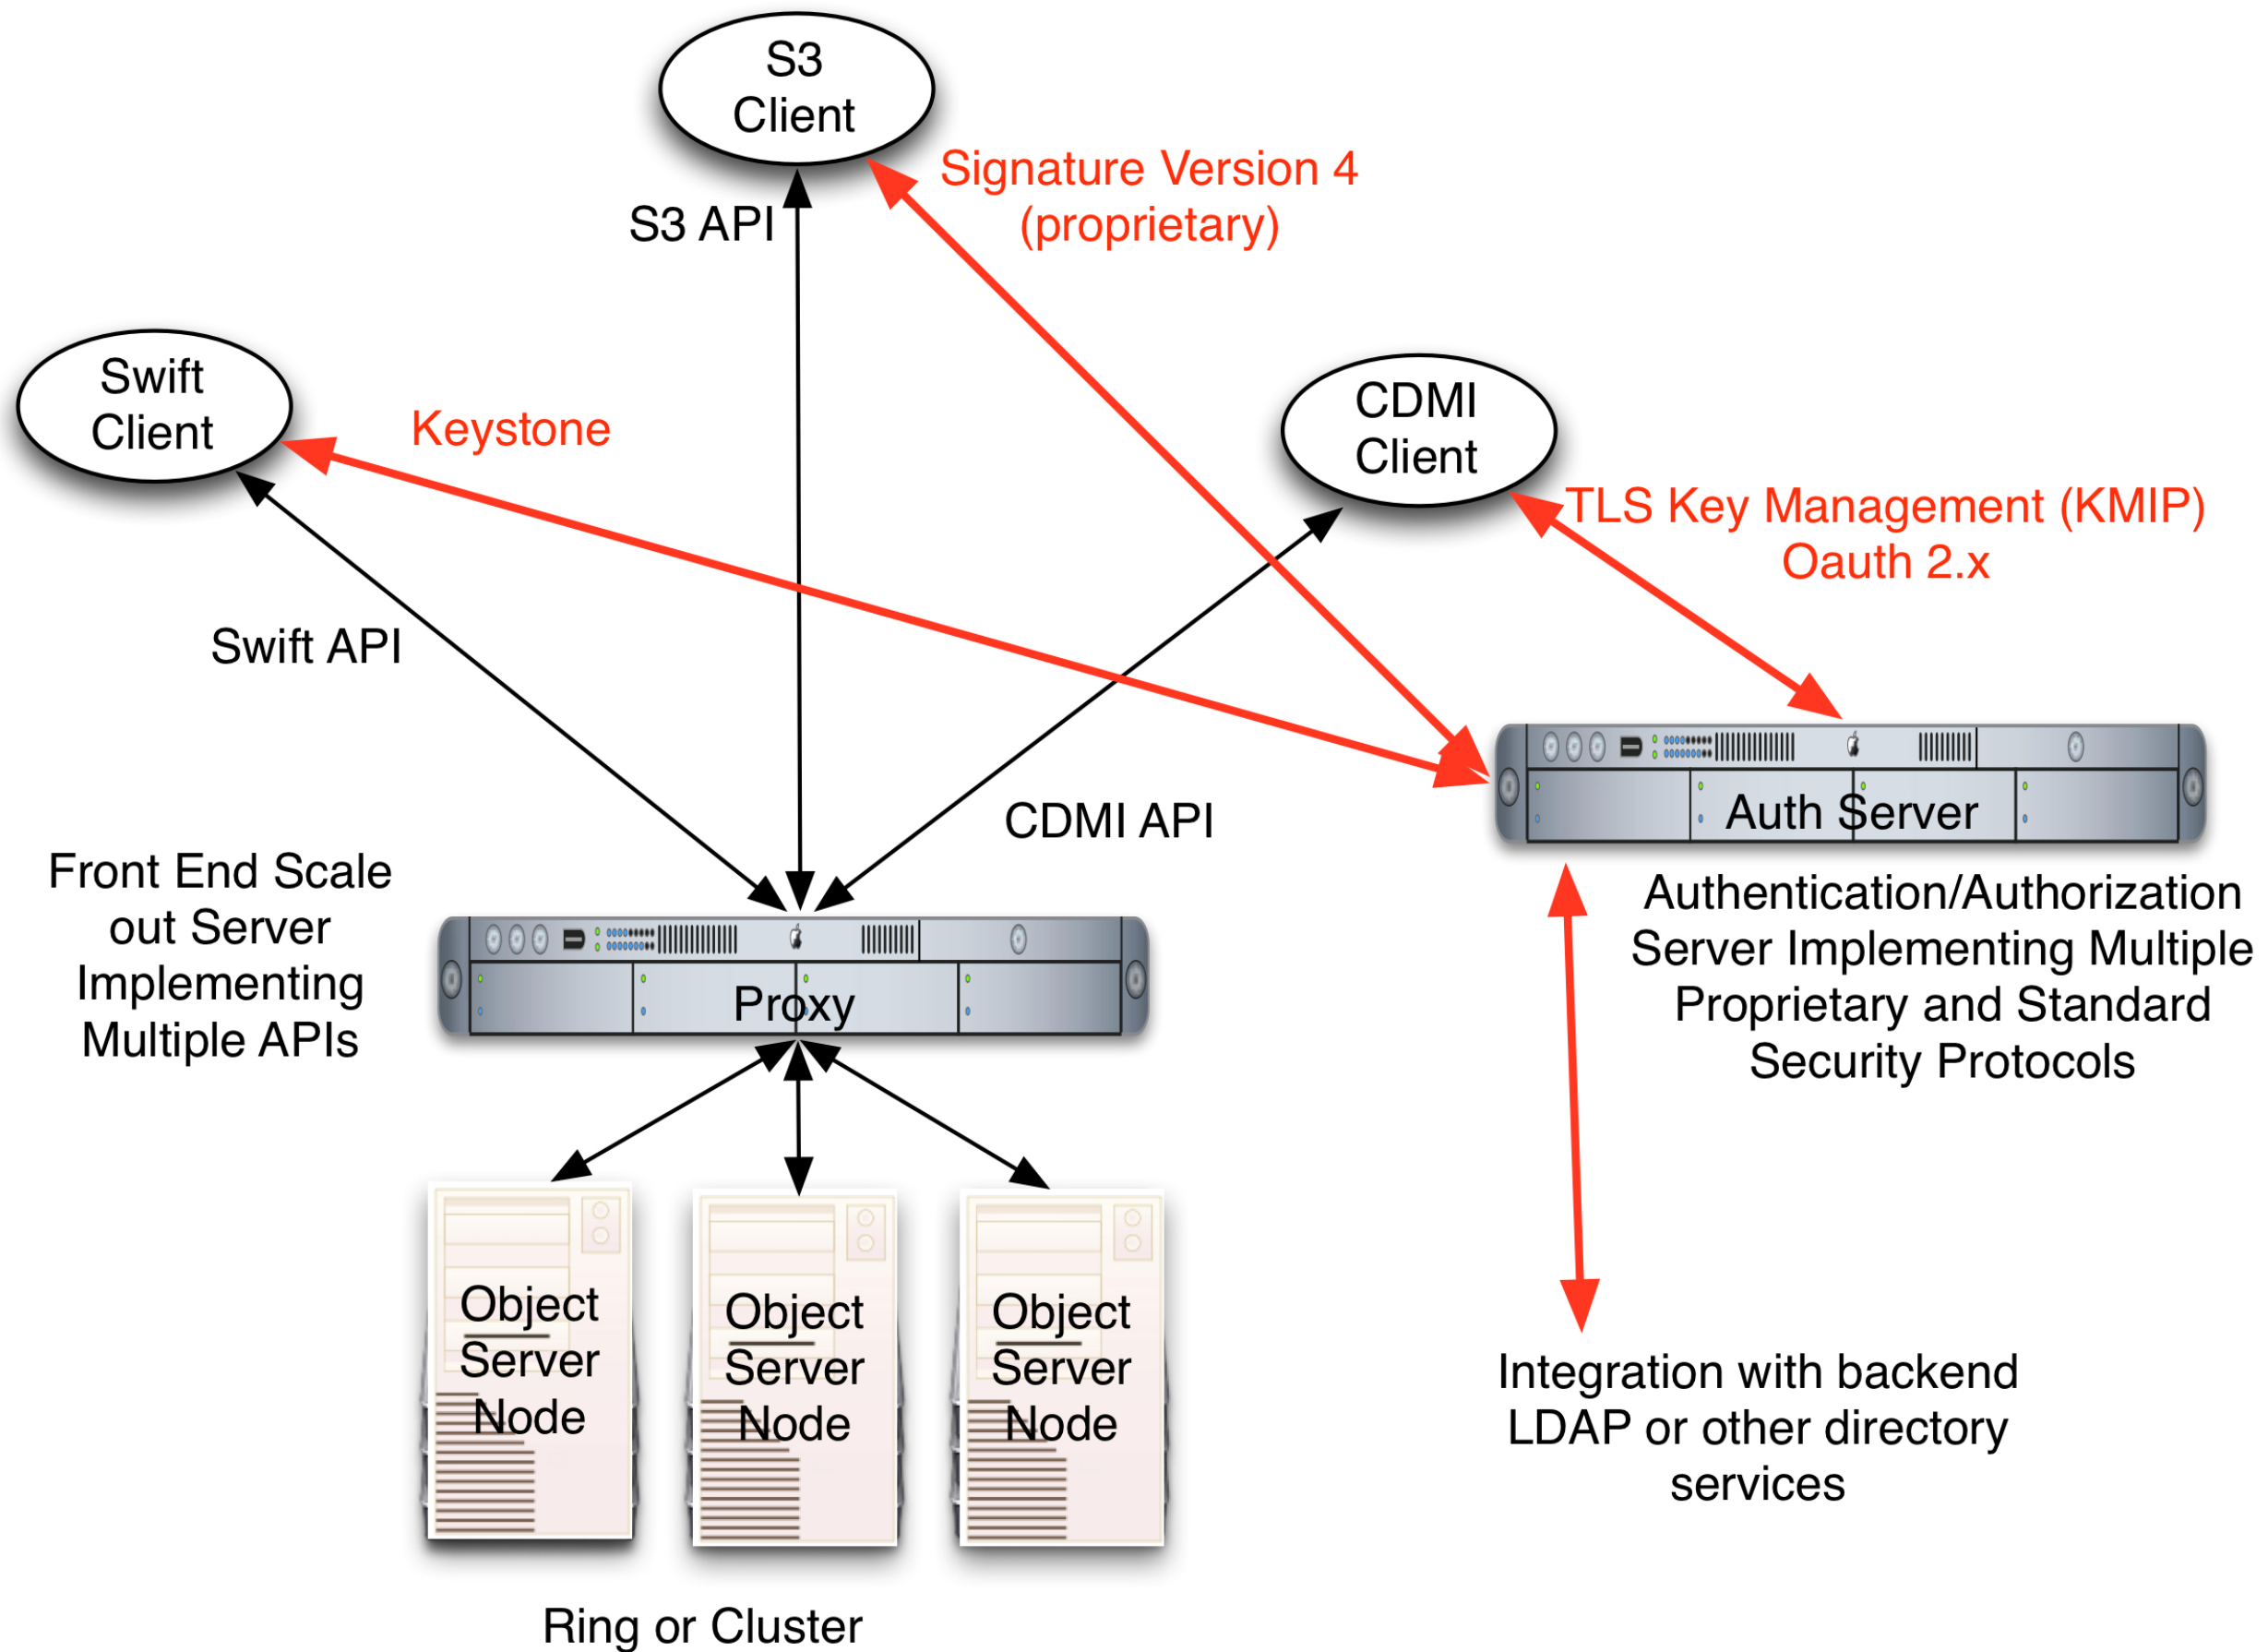 S3
Client
Signature Version 4
(proprietary)
S3 API
Swift
Client
Keystone
CDMI
Client
TLS Key Management (KMIP)
Oauth 2.x
Swift API
CDMI API
Auth Server
Front End Scale
out Server
Implementing
Multiple APIs
Proxy
Authentication/Authorization
Server Implementing Multiple
Proprietary and Standard
Security Protocols
Object
Server
Node
Object
Server
Node
Object
Server
Node
Integration with backend
LDAP or other directory
services
Ring or Cluster